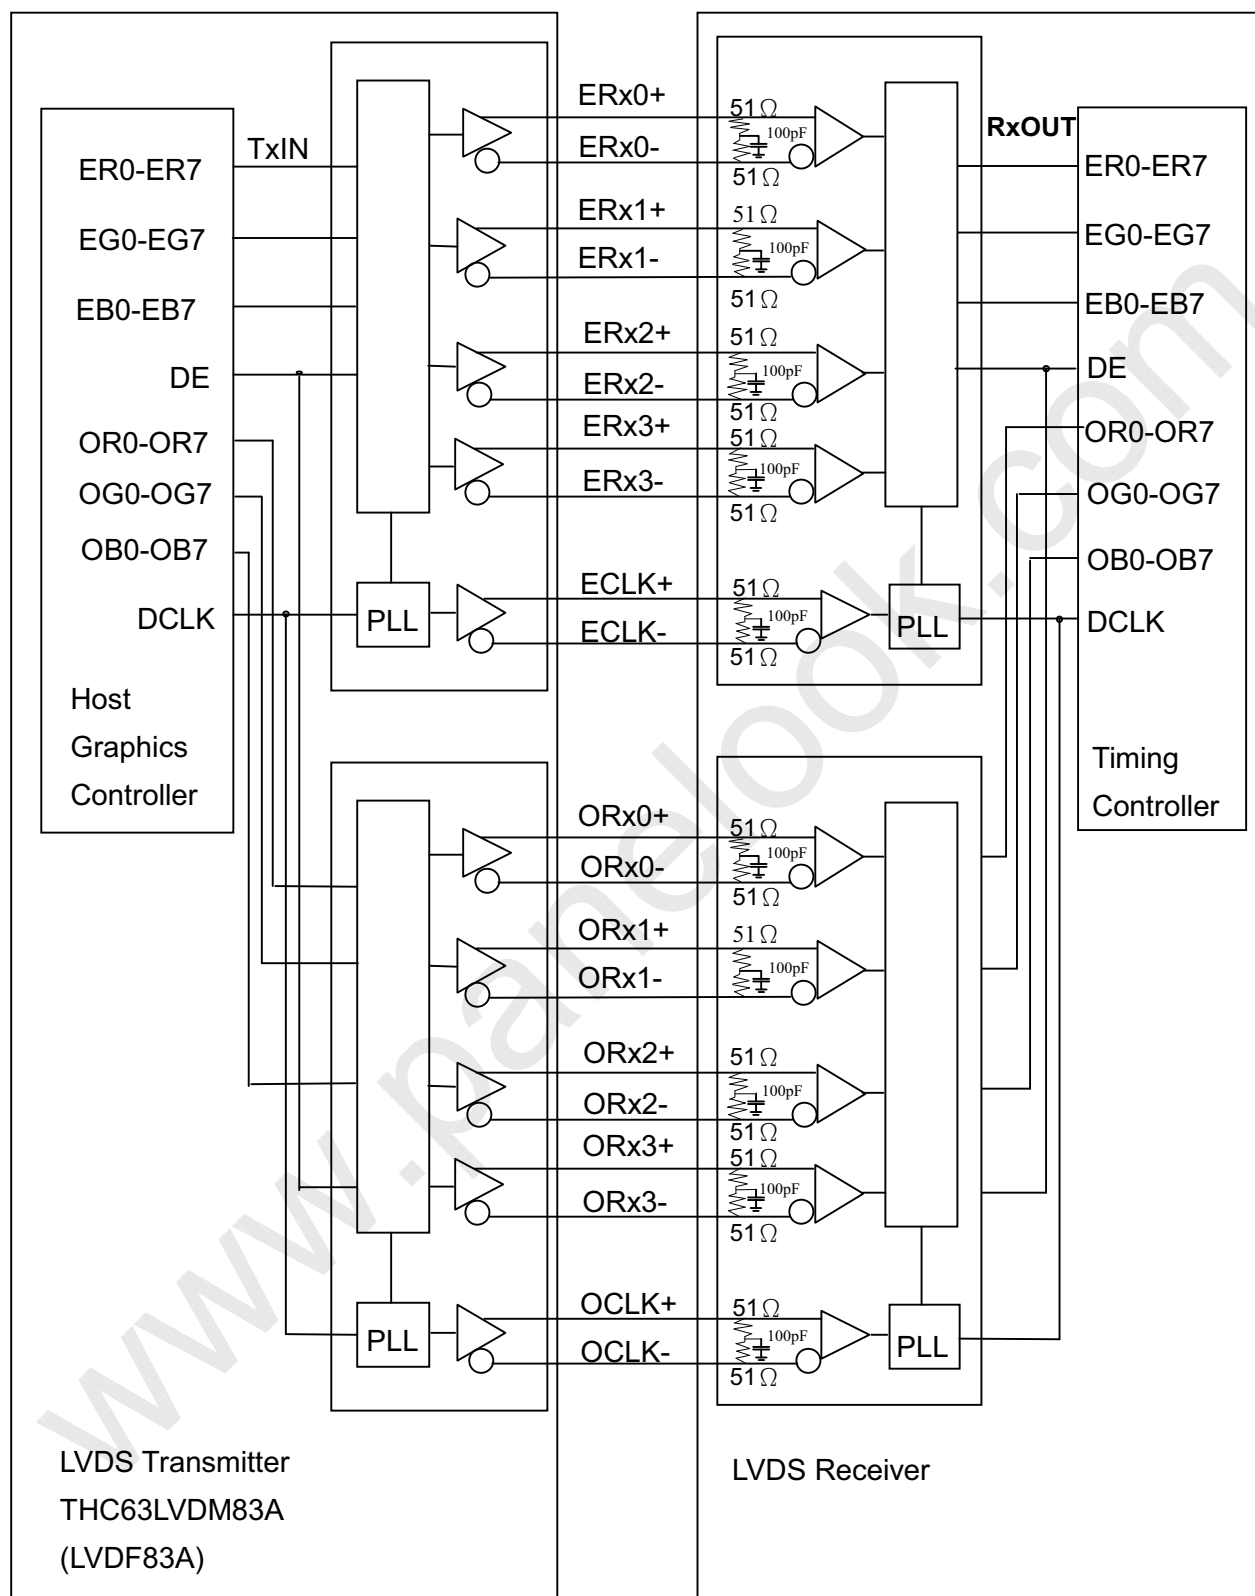 ER0-ER7
EG0-EG7
EB0-EB7
DE
OR0-OR7
OG0-OG7
OB0-OB7
DCLK
Host
Graphics
Controller
TxIN
PLL
PLL
ERx0+
ERx0-
ERx1+
ERx1-
ERx2+
ERx2-
ERx3+
ERx3-
ECLK+
ECLK-
ORx0+
ORx0-
ORx1+
ORx1-
ORx2+
ORx2-
ORx3+
ORx3-
OCLK+
OCLK-
51Ω
100pF
51Ω
51Ω
100pF
51Ω
51Ω
100pF
51Ω
51Ω
100pF
51Ω
51Ω
100pF
51Ω
51Ω
100pF
51Ω
51Ω
100pF
51Ω
100pF
51Ω
51Ω
100pF
51Ω
51Ω
100pF
51Ω
PLL
PLL
RxOUT
ER0-ER7
EG0-EG7
EB0-EB7
DE
OR0-OR7
OG0-OG7
OB0-OB7
DCLK
Timing
Controller
LVDS Transmitter
THC63LVDM83A
(LVDF83A)
LVDS Receiver
www.panelook.com